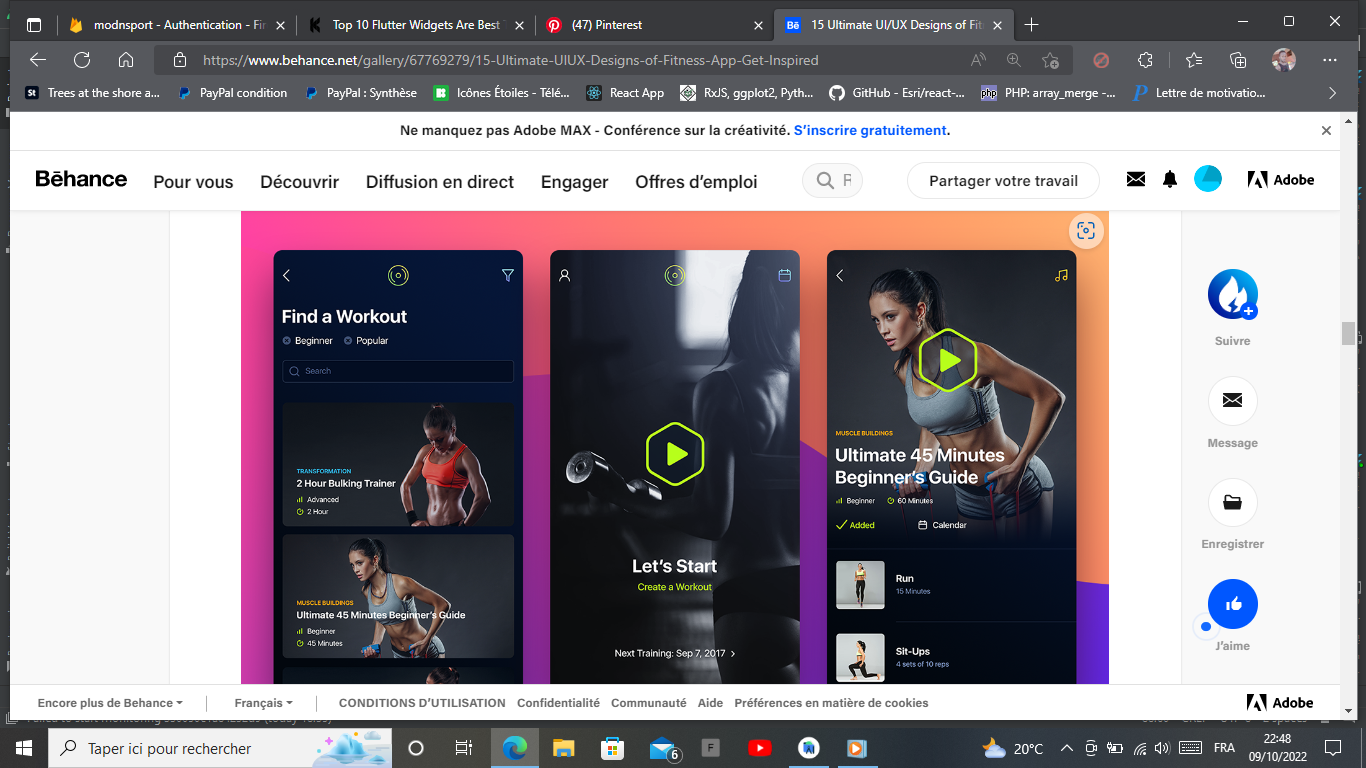 modnsport - Authentication - Fir
Top 10 Flutter Widgets Are Best
(47) Pinterest
Bē
15 Ultimate UI/UX Designs of Fit
https://www.behance.net/gallery/67769279/15-Ultimate-UIUX-Designs-of-Fitness-App-Get-Inspired
St
Trees at the shore a...
PayPal condition
PayPal : Synthèse
Icônes Étoiles - Télé...
React App
RxJS, ggplot2, Pyth...
GitHub - Esri/react-...
php
PHP: array_merge -...
P
Lettre de motivatio...
Ne manquez pas Adobe MAX - Conférence sur la créativité. S’inscrire gratuitement.
Bēhance
Pour vous
Découvrir
Diffusion en direct
Engager
Offres d’emploi
Partager votre travail
Adobe
Find a Workout
Beginner
Popular
Search
TRANSFORMATION
2 Hour Bulking Trainer
Advanced
2 Hour
MUSCLE BUILDINGS
Ultimate 45 Minutes Beginner’s Guide
Beginner
45 Minutes
Let’s Start
Create a Workout
Next Training: Sep 7, 2017
MUSCLE BUILDINGS
Ultimate 45 Minutes
Beginner’s Guide
Beginner
60 Minutes
Added
Calendar
Run
15 Minutes
Sit-Ups
4 sets of 10 reps
Suivre
Message
Enregistrer
J’aime
Encore plus de Behance
Français
CONDITIONS D’UTILISATION
Confidentialité
Communauté
Aide
Préférences en matière de cookies
Adobe
Taper ici pour rechercher
6
F
20°C
FRA
22:48
09/10/2022